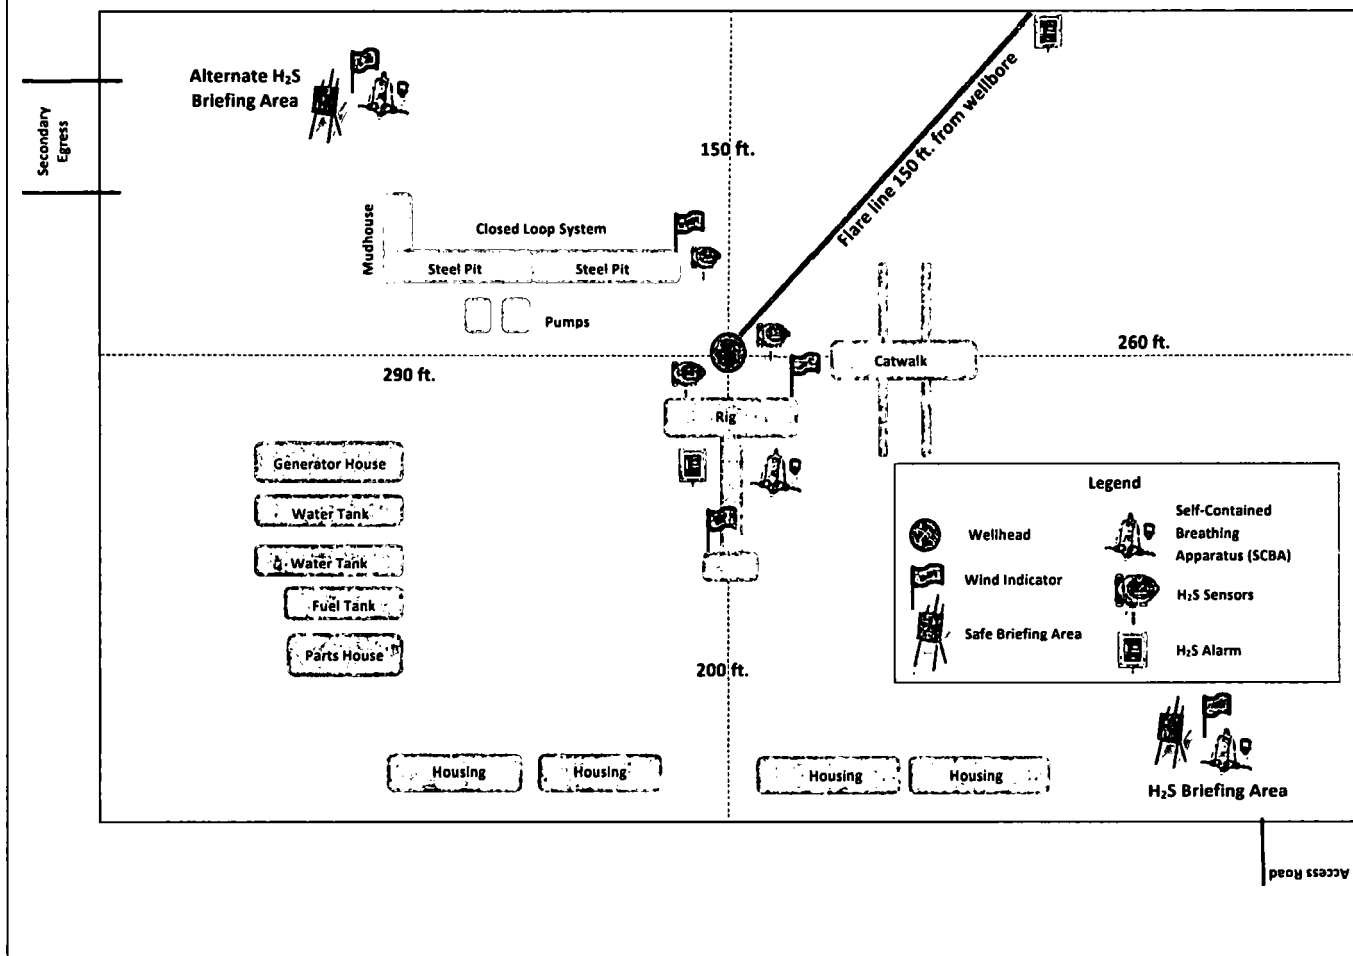 Alternate H₂S
Briefing Area
Secondary
Egress
150 ft.
Flare line 150 ft. from wellbore
Mudhouse
Closed Loop System
Steel Pit
Steel Pit
Pumps
290 ft.
260 ft.
Catwalk
Rig
Generator House
Water Tank
Water Tank
Fuel Tank
Parts House
200 ft.
Legend
Wellhead
Self-Contained
Breathing
Apparatus (SCBA)
Wind Indicator
H₂S Sensors
Safe Briefing Area
H₂S Alarm
Housing
Housing
Housing
Housing
H₂S Briefing Area
Access Road